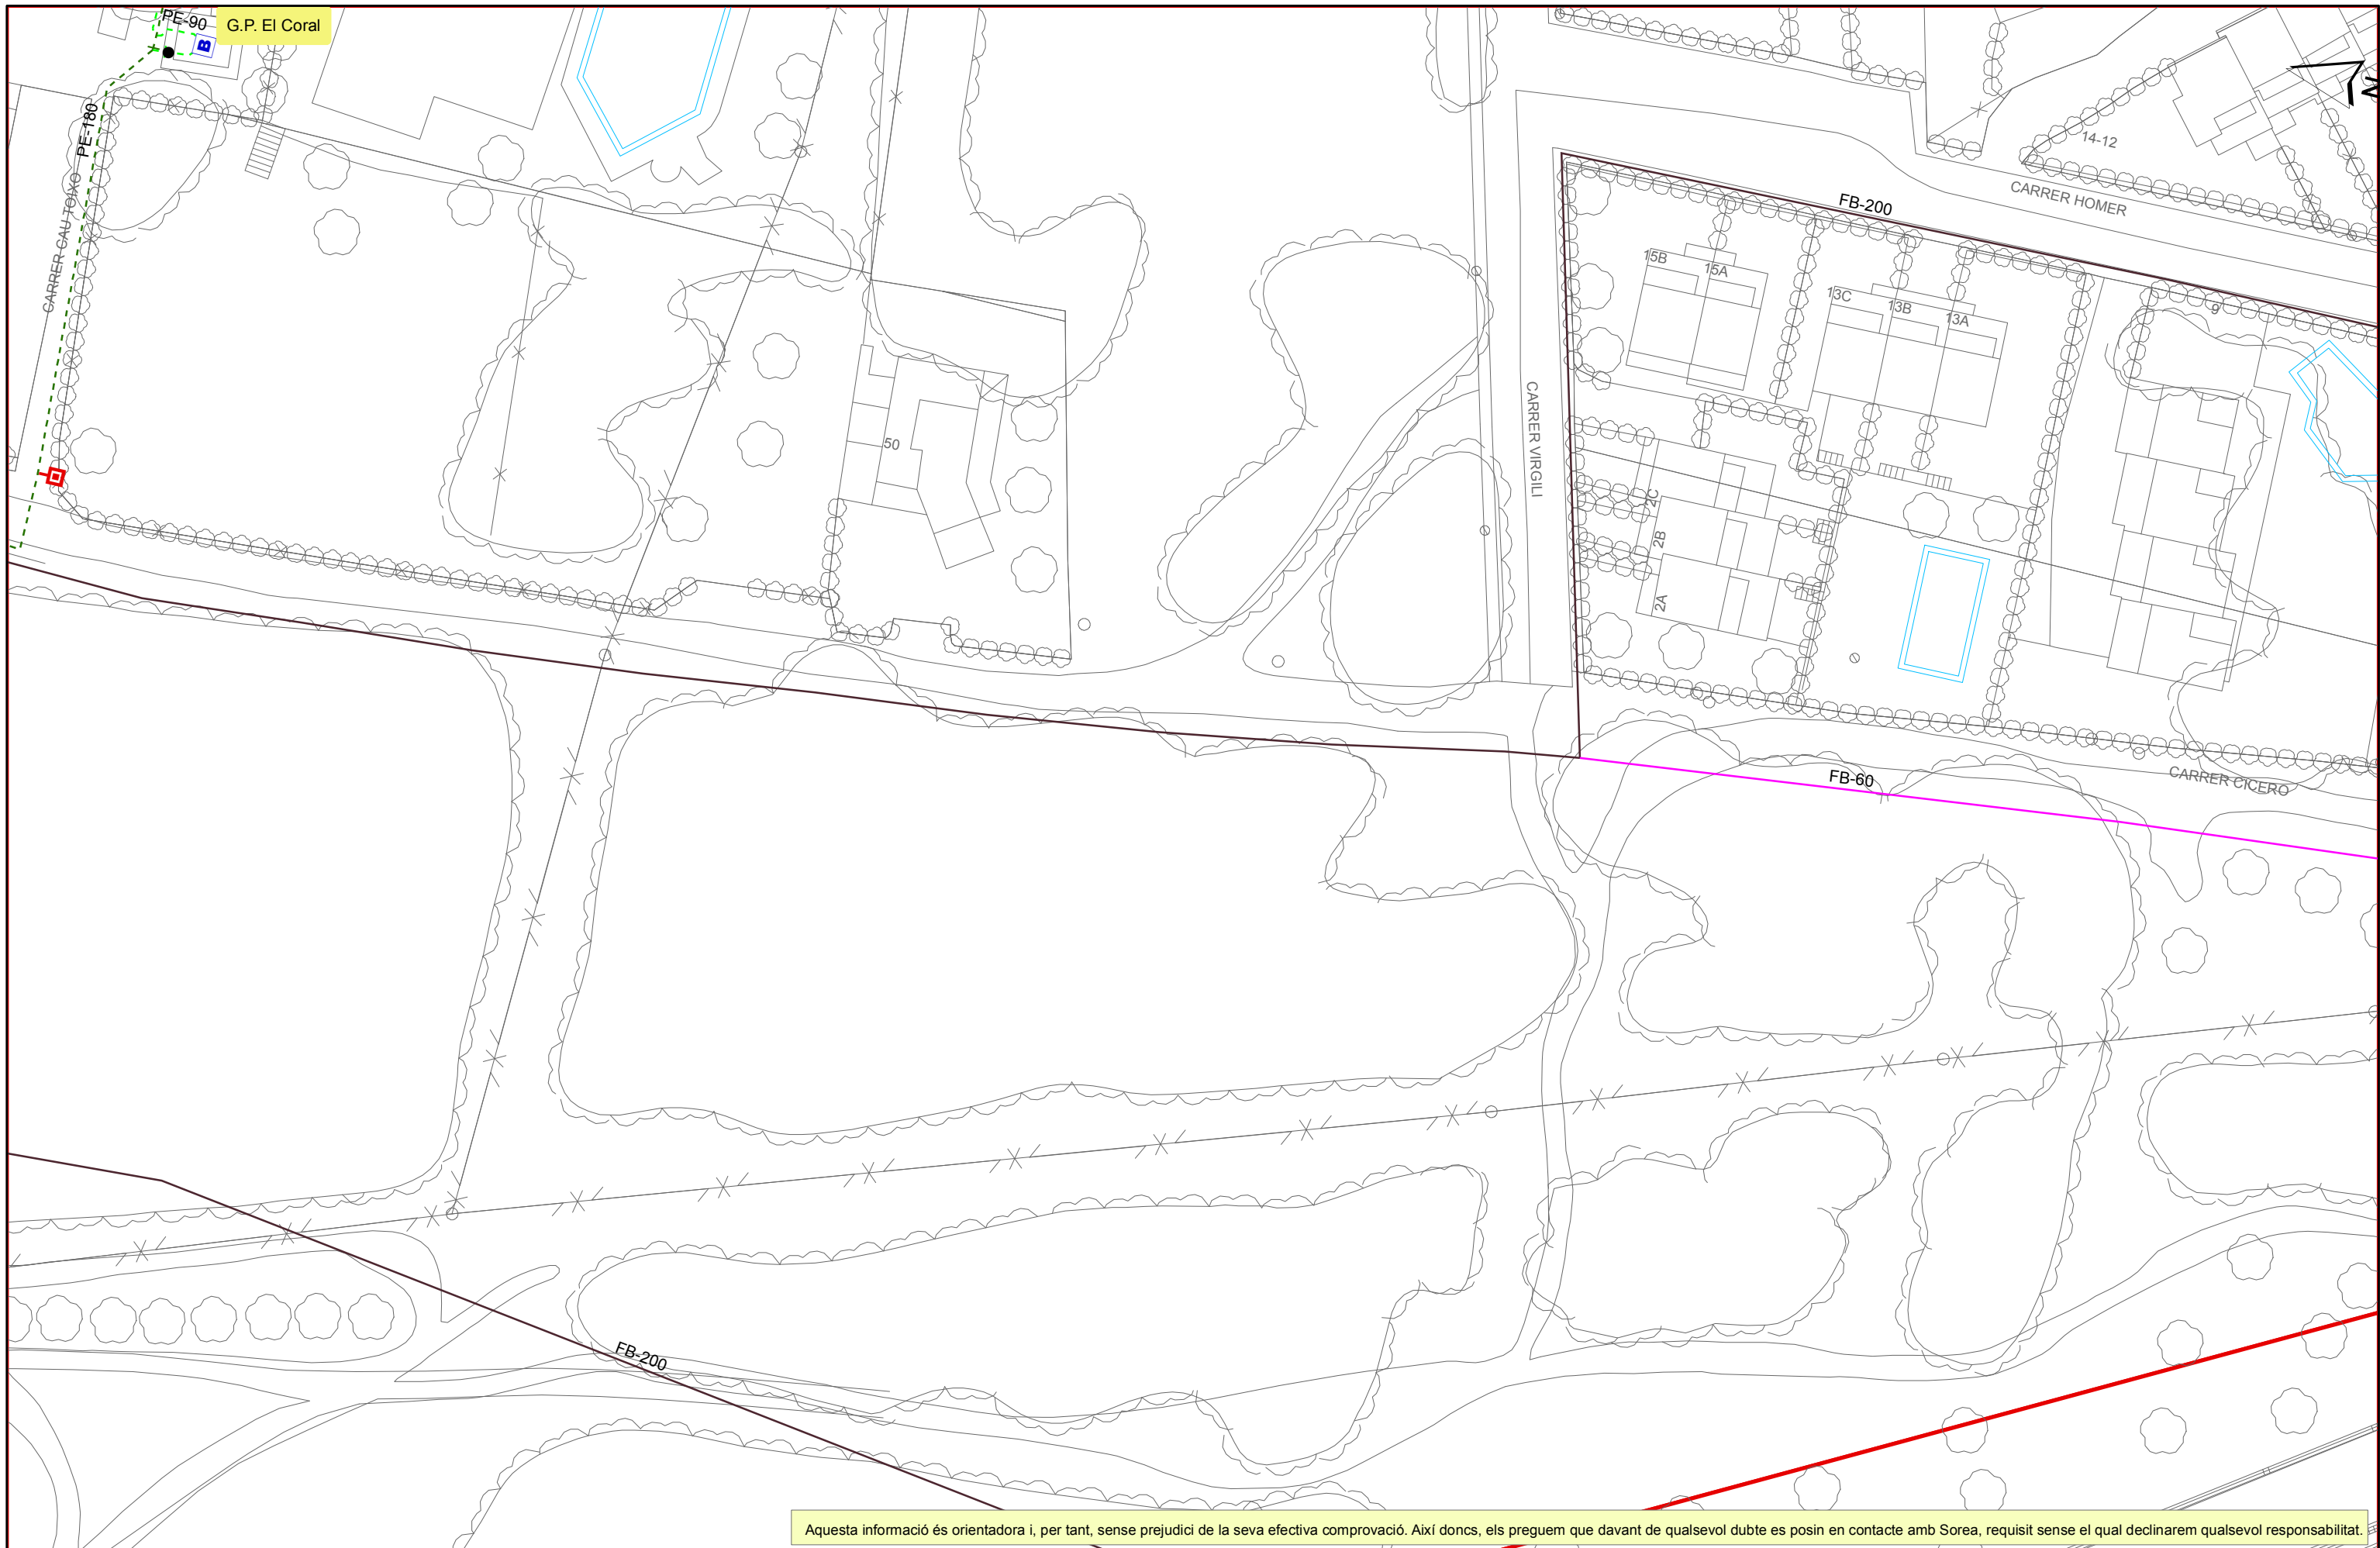 PE-90
G.P. El Coral
B
N
PE-180
CARRER CAU TOIXO
14-12
CARRER HOMER
FB-200
15B
15A
13C
13B
13A
9
50
CARRER VIRGILI
2C
2B
2A
FB-60
CARRER CICERO
FB-200
Aquesta informació és orientadora i, per tant, sense prejudici de la seva efectiva comprovació. Així doncs, els preguem que davant de qualsevol dubte es posin en contacte amb Sorea, requisit sense el qual declinarem qualsevol responsabilitat.